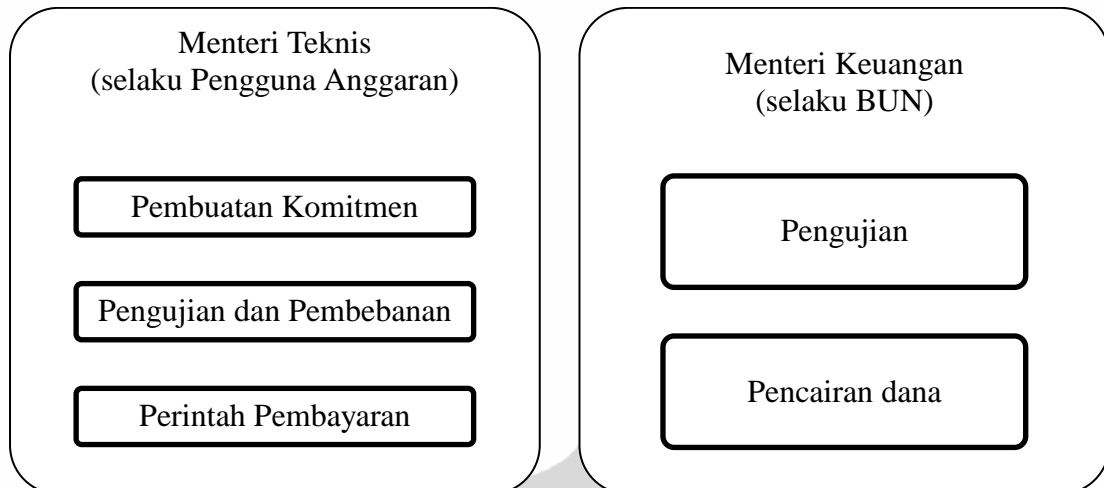 Menteri Teknis
(selaku Pengguna Anggaran)
Pembuatan Komitmen
Pengujian dan Pembebanan
Perintah Pembayaran
Menteri Keuangan
(selaku BUN)
Pengujian
Pencairan dana